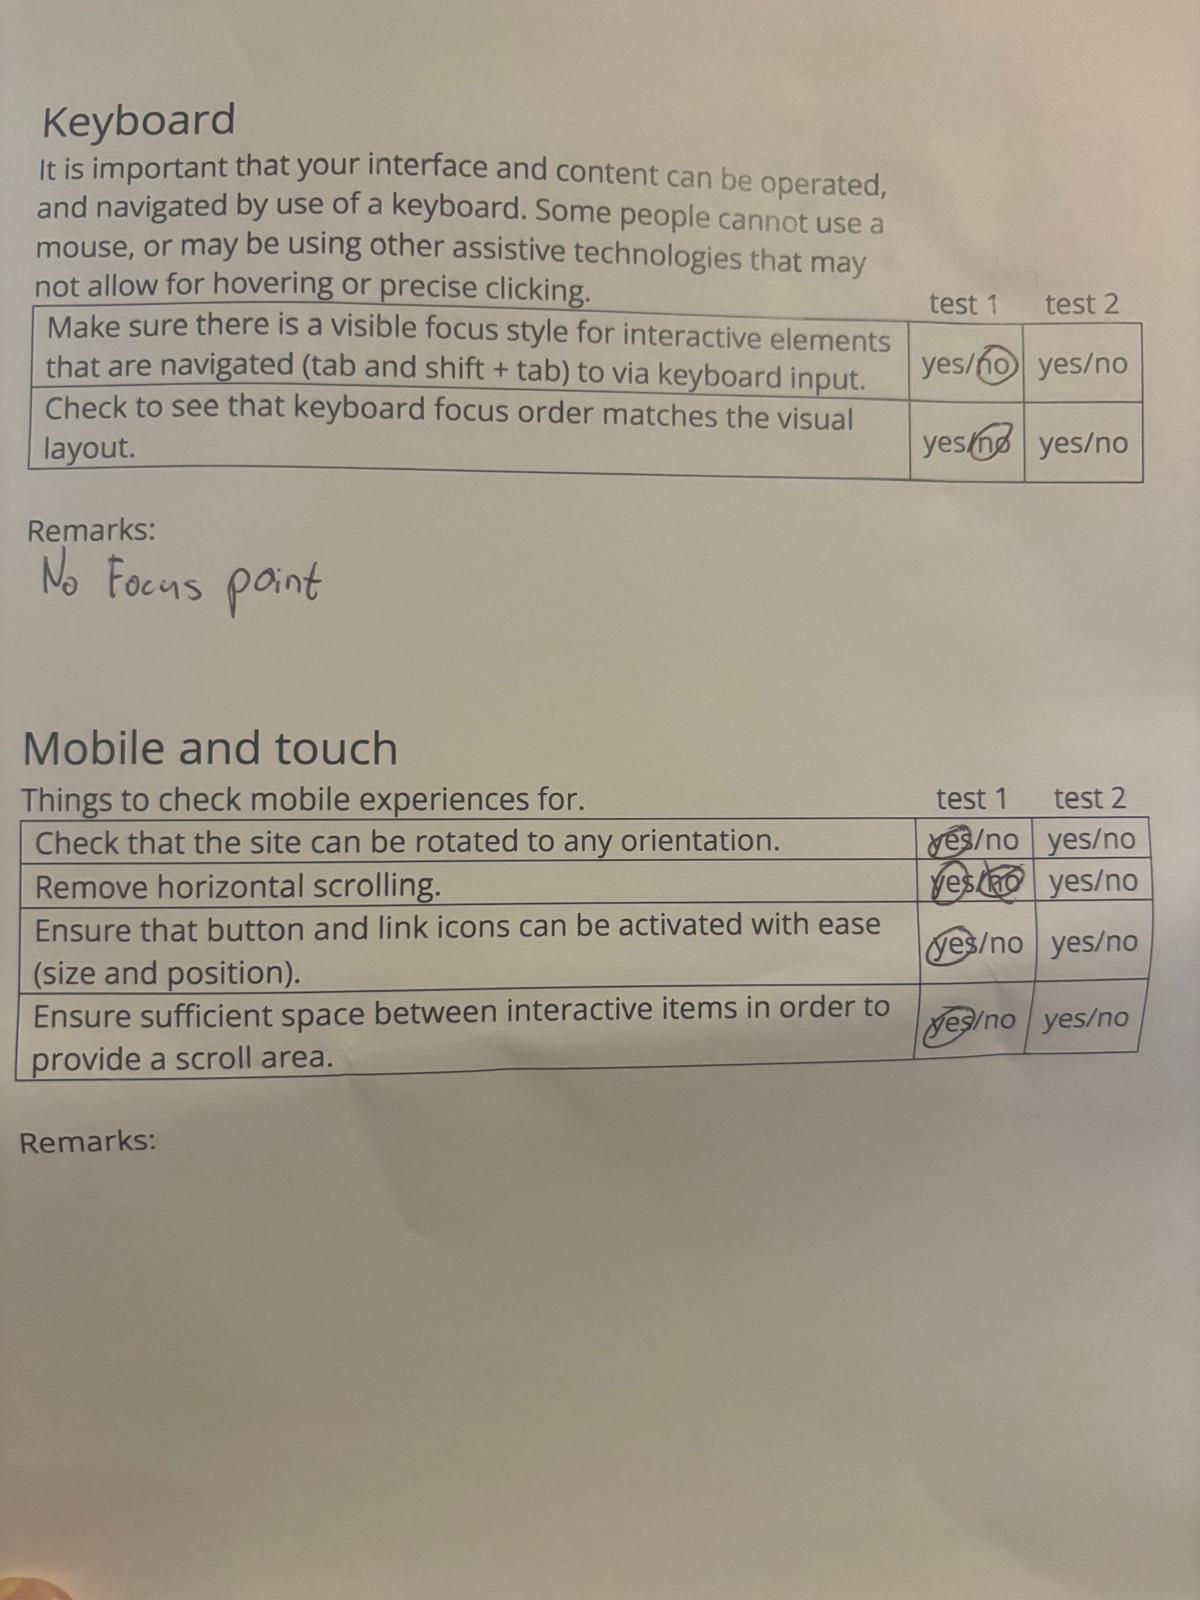 Keyboard
It is important that your interface and content can be operated,
and navigated by use of a keyboard. Some people cannot use a
mouse, or may be using other assistive technologies that may
not allow for hovering or precise clicking.
test 1 test 2
Make sure there is a visible focus style for interactive elements
that are navigated (tab and shift + tab) to via keyboard input.
yes/no yes/no
Check to see that keyboard focus order matches the visual
layout.
yes/no yes/no
Remarks:
No Focus point
Mobile and touch
Things to check mobile experiences for. test 1 test 2
Check that the site can be rotated to any orientation. yes/no yes/no
Remove horizontal scrolling. yes/no yes/no
Ensure that button and link icons can be activated with ease
(size and position).
yes/no yes/no
Ensure sufficient space between interactive items in order to
provide a scroll area.
yes/no yes/no
Remarks: